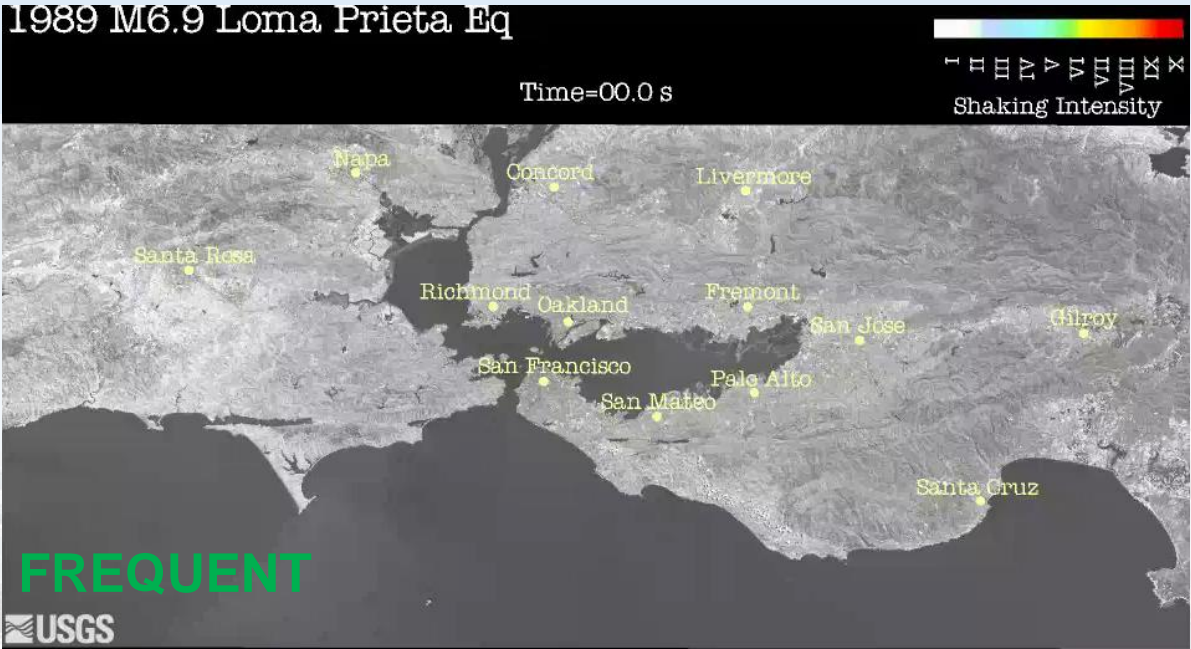 1989 M6.9 Loma Prieta Eq
Time=00.0 s
I II III IV V VI VII VIII IX X
Shaking Intensity
Napa
Concord
Livermore
Santa Rosa
Richmond
Oakland
Fremont
San Jose
Gilroy
San Francisco
Palo Alto
San Mateo
Santa Cruz
FREQUENT
USGS